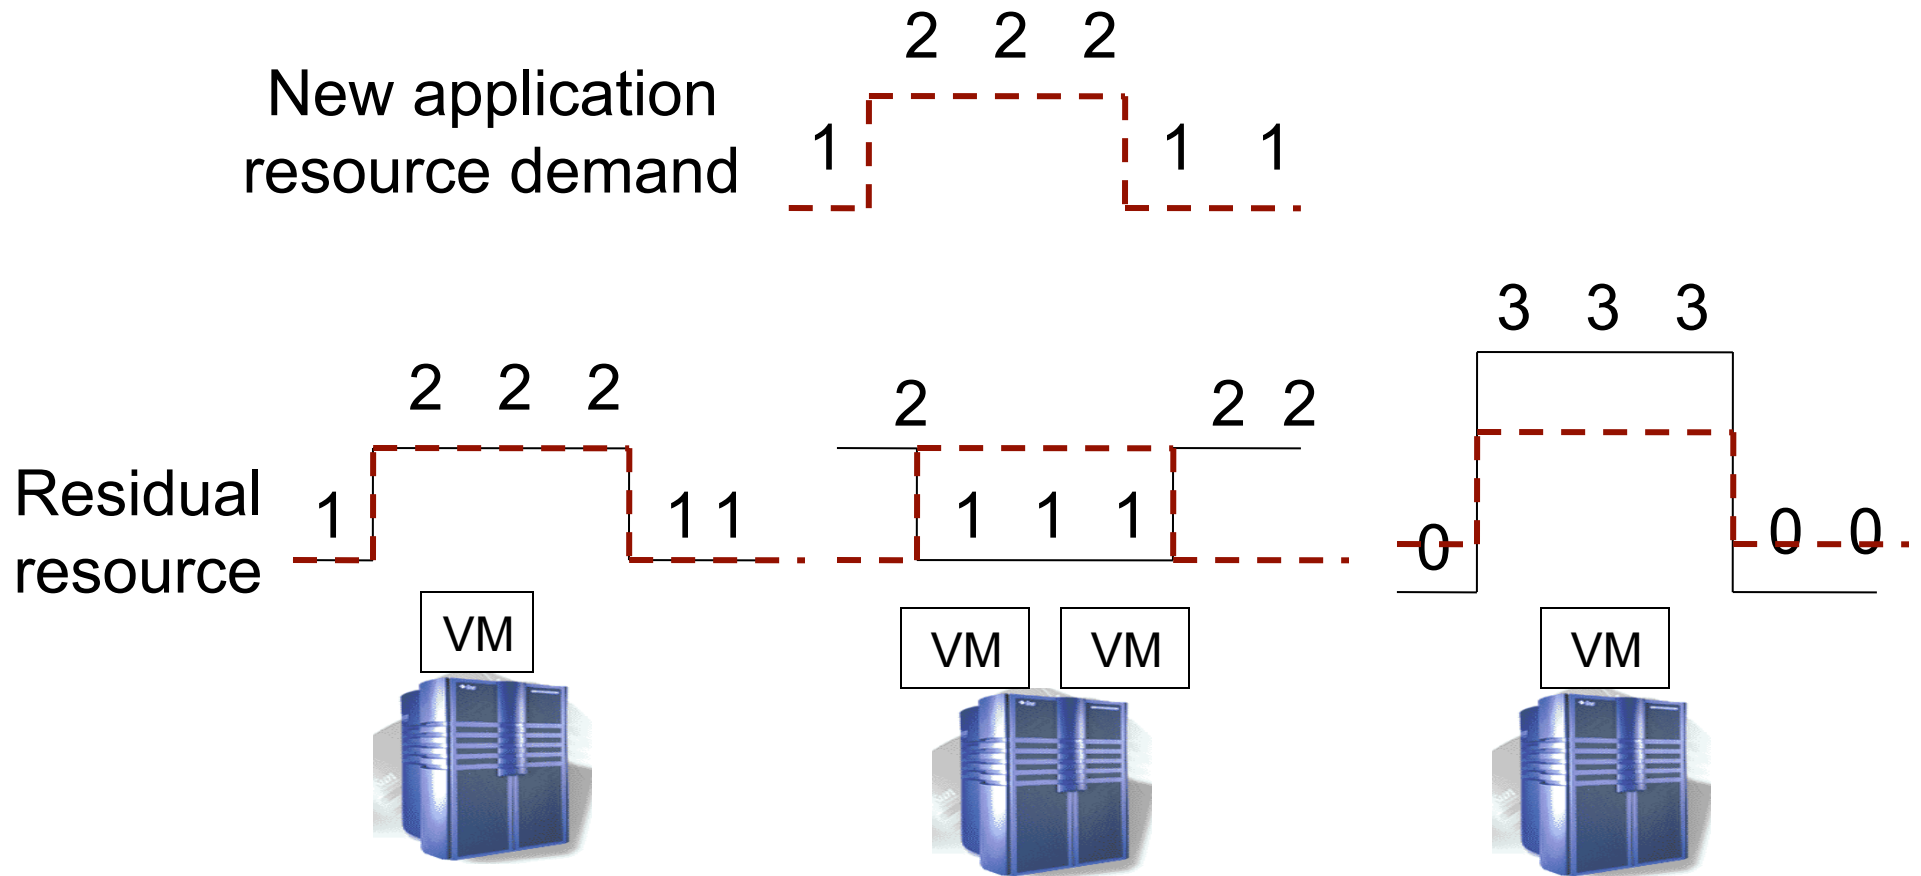 2 2 2
New application
1 1 1
resource demand
3 3 3
2 2 2
2 2 2
Residual
1 1 1
1 1 1
0 0 0
resource
VM
VM VM
VM